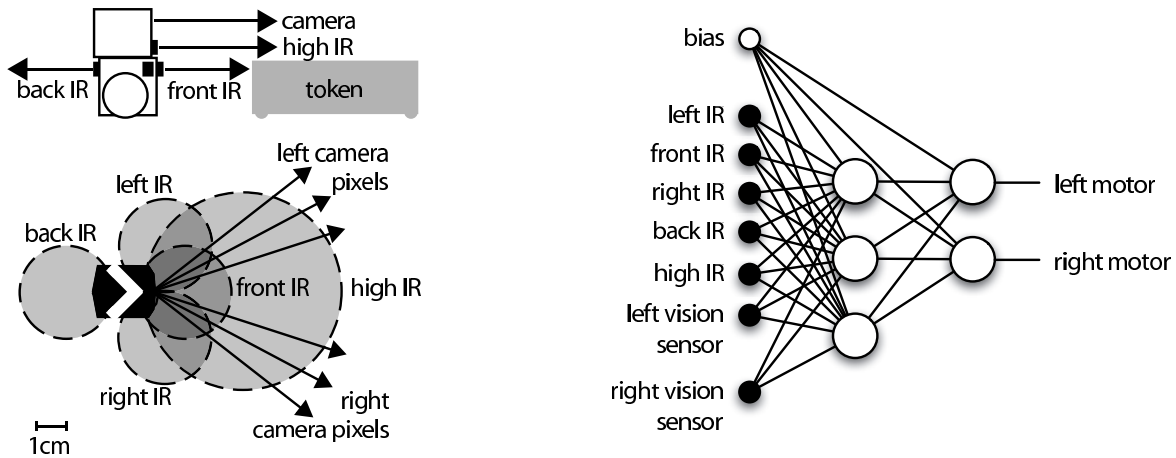 camera
high IR
back IR
front IR
token
left camera
pixels
left IR
back IR
front IR
high IR
right IR
right
camera pixels
1cm
bias
left IR
front IR
right IR
back IR
high IR
left vision
sensor
right vision
sensor
left motor
right motor